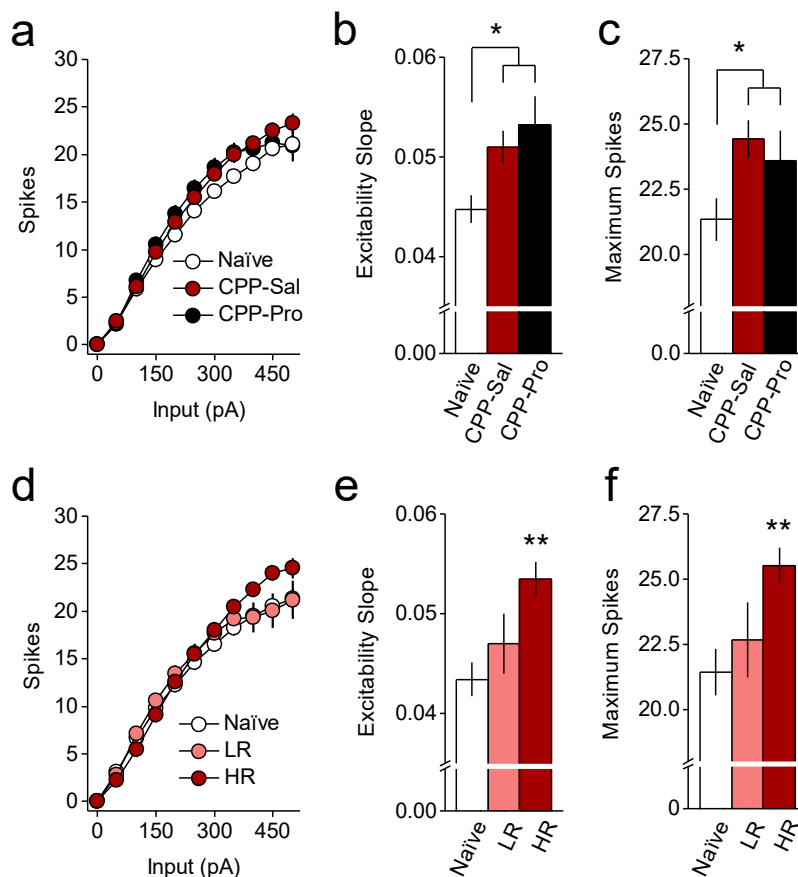 a
30
25
20
15
10
5
0
Spikes
Naïve
CPP-Sal
CPP-Pro
0 150 300 450
Input (pA)
b
*
0.06
0.05
0.04
0.00
Excitability Slope
Naïve
CPP-Sal
CPP-Pro
c
*
27.5
25.0
22.5
20.0
0.0
Maximum Spikes
Naïve
CPP-Sal
CPP-Pro
d
30
25
20
15
10
5
0
Spikes
Naïve
LR
HR
0 150 300 450
Input (pA)
e
**
0.06
0.05
0.04
0.00
Excitability Slope
Naïve
LR
HR
f
**
27.5
25.0
22.5
20.0
0
Maximum Spikes
Naïve
LR
HR